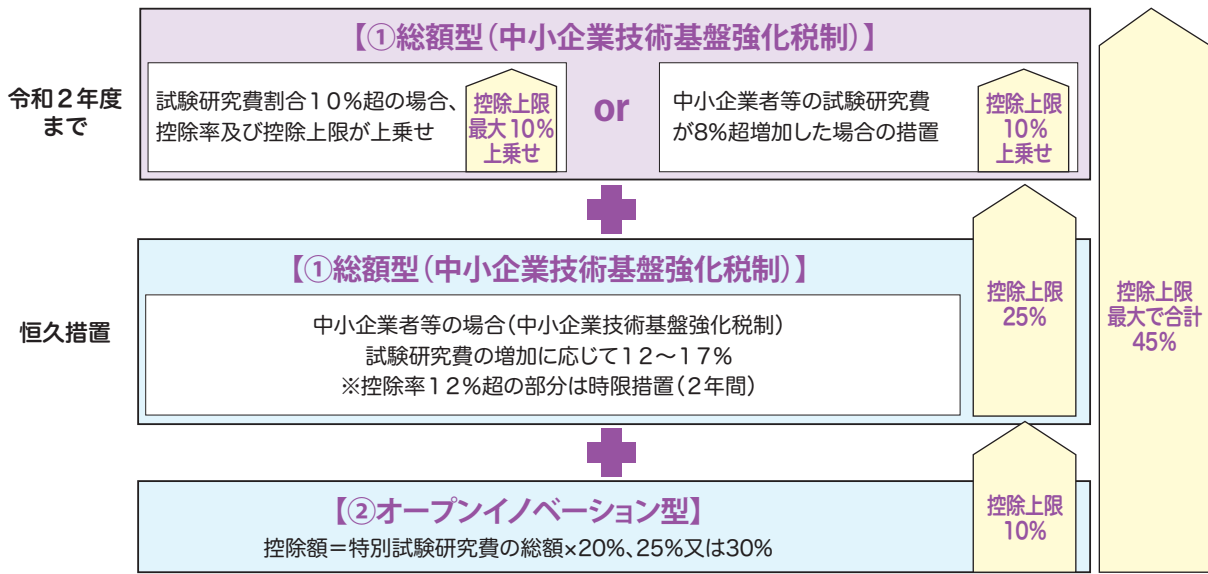 【①総額型（中小企業技術基盤強化税制）】
令和２年度
まで
試験研究費割合１０％超の場合、
控除率及び控除上限が上乗せ
控除上限
最大10%
上乗せ
or
中小企業者等の試験研究費
が8%超増加した場合の措置
控除上限
10%
上乗せ
【①総額型（中小企業技術基盤強化税制）】
恒久措置
中小企業者等の場合（中小企業技術基盤強化税制）
試験研究費の増加に応じて１２～１７％
※控除率１２％超の部分は時限措置（２年間）
控除上限
25%
控除上限
最大で合計
45%
【②オープンイノベーション型】
控除額＝特別試験研究費の総額×20%、25%又は30%
控除上限
10%